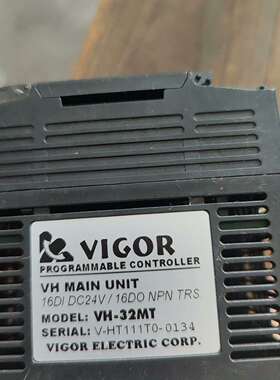 VIGOR
PROGRAMMABLE CONTROLLER
VH MAIN UNIT
16DI DC24V / 16DO NPN TRS
MODEL: VH-32MT
SERIAL: V-HT111T0-0134
VIGOR ELECTRIC CORP.